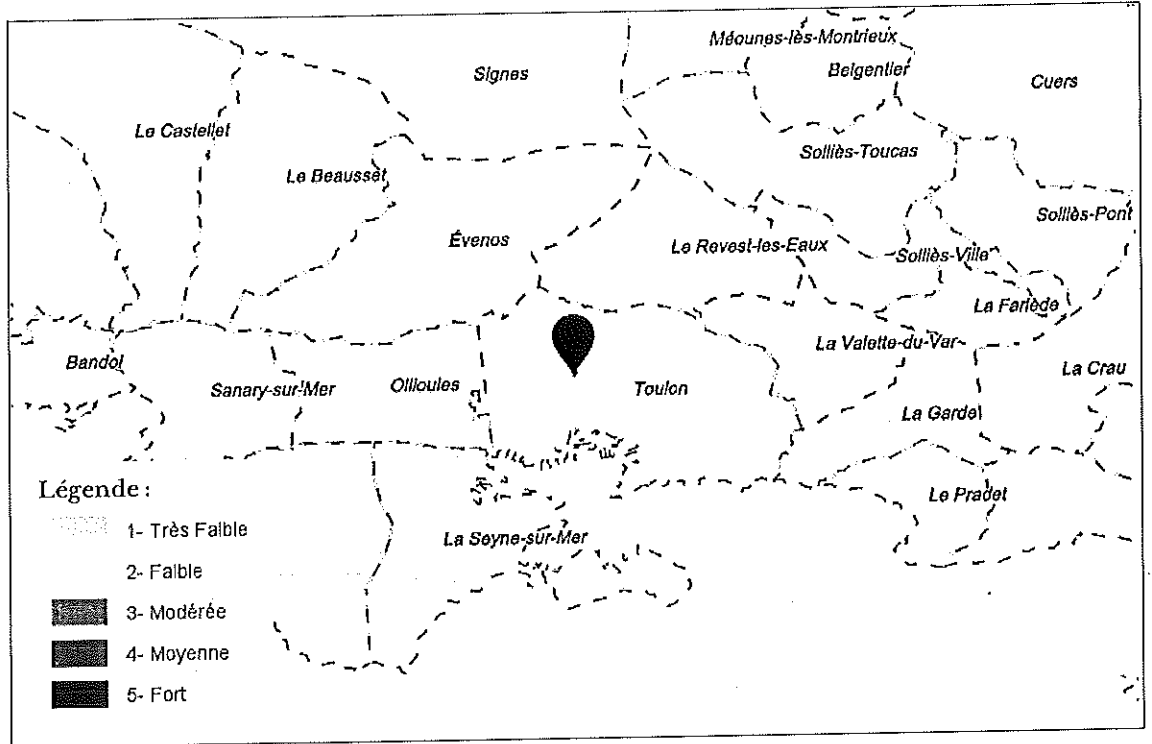 Méounes-lès-Montrieux
Signes
Belgentier
Cuers
Le Castellet
Solliès-Toucas
Le Beausset
Solliès-Pont
Évenos
Le Revest-les-Eaux
Solliès-Ville
La Farlède
La Valette-du-Var
Bandol
La Crau
Sanary-sur-Mer
Ollioules
Toulon
La Garde
Légende :
Le Pradet
1- Très Faible
La Seyne-sur-Mer
2- Faible
3- Modérée
4- Moyenne
5- Fort